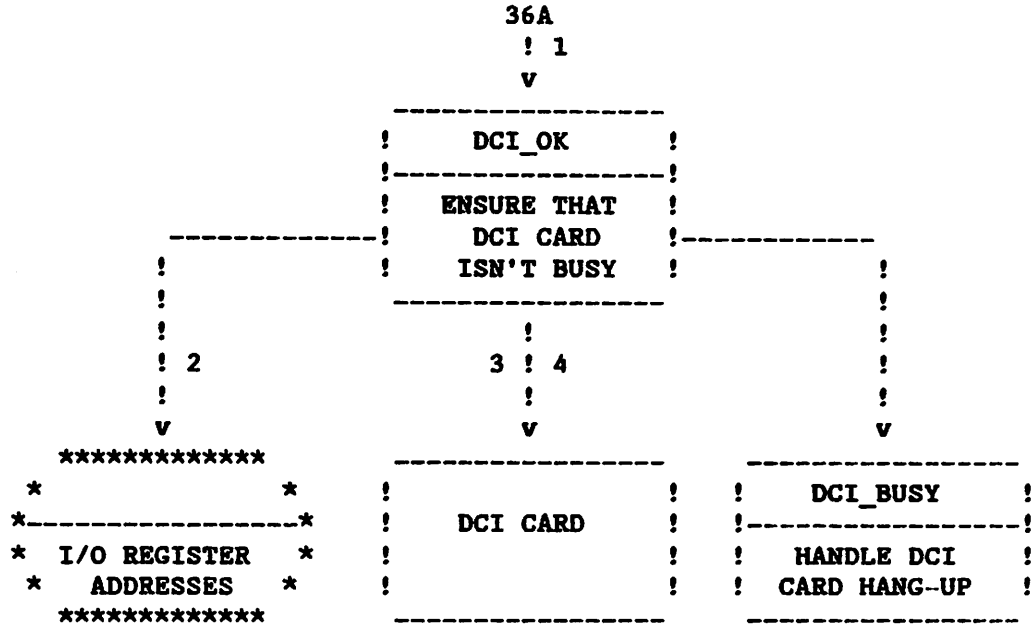 36A
! 1
v
-----------------
! DCI_OK !
!-----------------!
! ENSURE THAT !
-------------! DCI CARD !------------
! ! ISN'T BUSY ! !
! ----------------- !
! ! !
! 2 3 ! 4 !
! ! !
v v v
************* ----------------- -----------------
* * ! ! ! DCI_BUSY !
*-----------------* ! DCI CARD ! !-----------------!
* I/O REGISTER * ! ! ! HANDLE DCI !
* ADDRESSES * ! ! ! CARD HANG-UP !
************* ----------------- -----------------